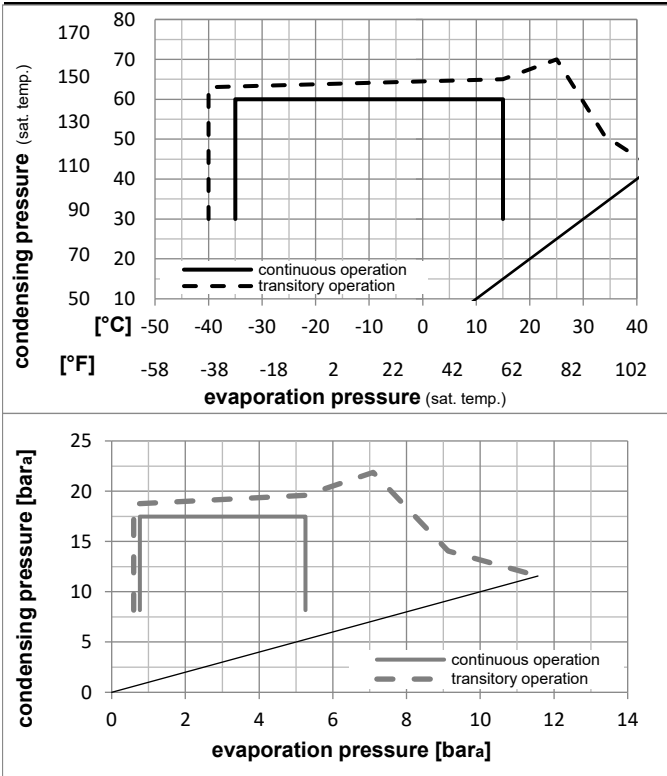 170 80
70
150 60
130 50
110 40
90 30
20
50 10
condensing pressure (sat. temp.)
continuous operation
transitory operation
[°C] -50 -40 -30 -20 -10 0 10 20 30 40
[°F] -58 -38 -18 2 22 42 62 82 102
evaporation pressure (sat. temp.)
condensing pressure [bara]
25
20
15
10
5
0
continuous operation
transitory operation
0 2 4 6 8 10 12 14
evaporation pressure [bara]